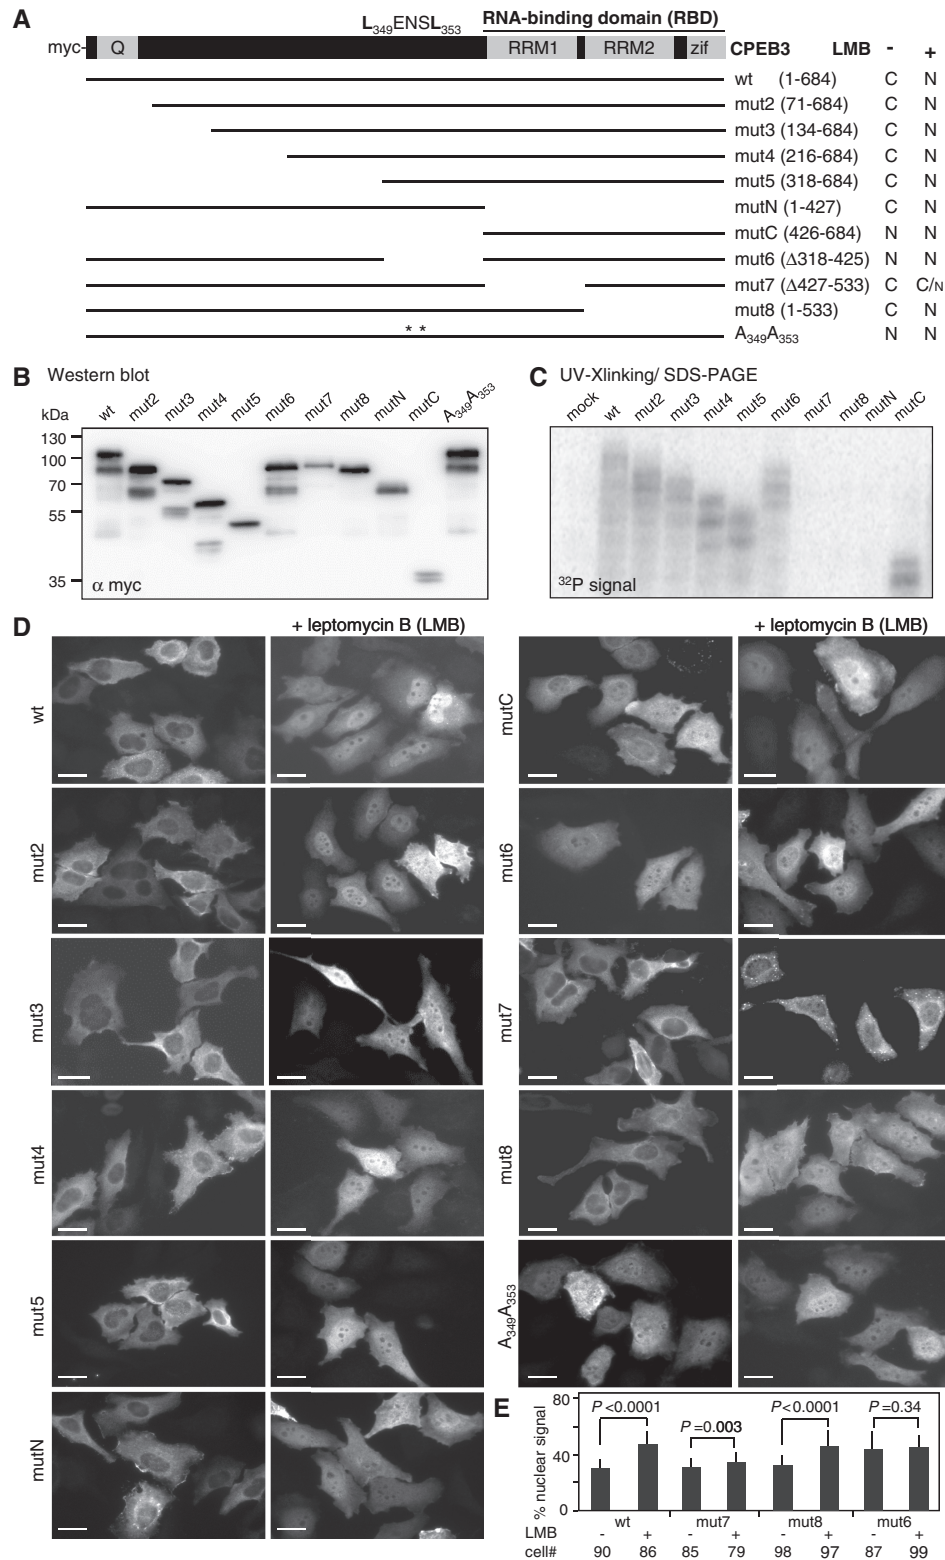 A
L349ENSL353
RNA-binding domain (RBD)
myc- Q RRM1 RRM2 zif CPEB3 LMB - +
wt (1-684) C N
mut2 (71-684) C N
mut3 (134-684) C N
mut4 (216-684) C N
mut5 (318-684) C N
mutN (1-427) C N
mutC (426-684) N N
mut6 (Δ318-425) N N
mut7 (Δ427-533) C C/N
mut8 (1-533) C N
* *
A349A353 N N
B Western blot
kDa wt mut2 mut3 mut4 mut5 mut6 mut7 mut8 mutN mutC A349A353
130
100
70
55
35
α myc
C UV-Xlinking/ SDS-PAGE
mock wt mut2 mut3 mut4 mut5 mut6 mut7 mut8 mutN mutC
32P signal
D
+ leptomycin B (LMB)
+ leptomycin B (LMB)
wt
mut2
mut3
mut4
mut5
mutN
mutC
mut6
mut7
mut8
A349A353
E
% nuclear signal
80
40
0
P <0.0001
P =0.003
P <0.0001
P =0.34
wt mut7 mut8 mut6
LMB - + - + - + - +
cell# 90 86 85 79 98 97 87 99